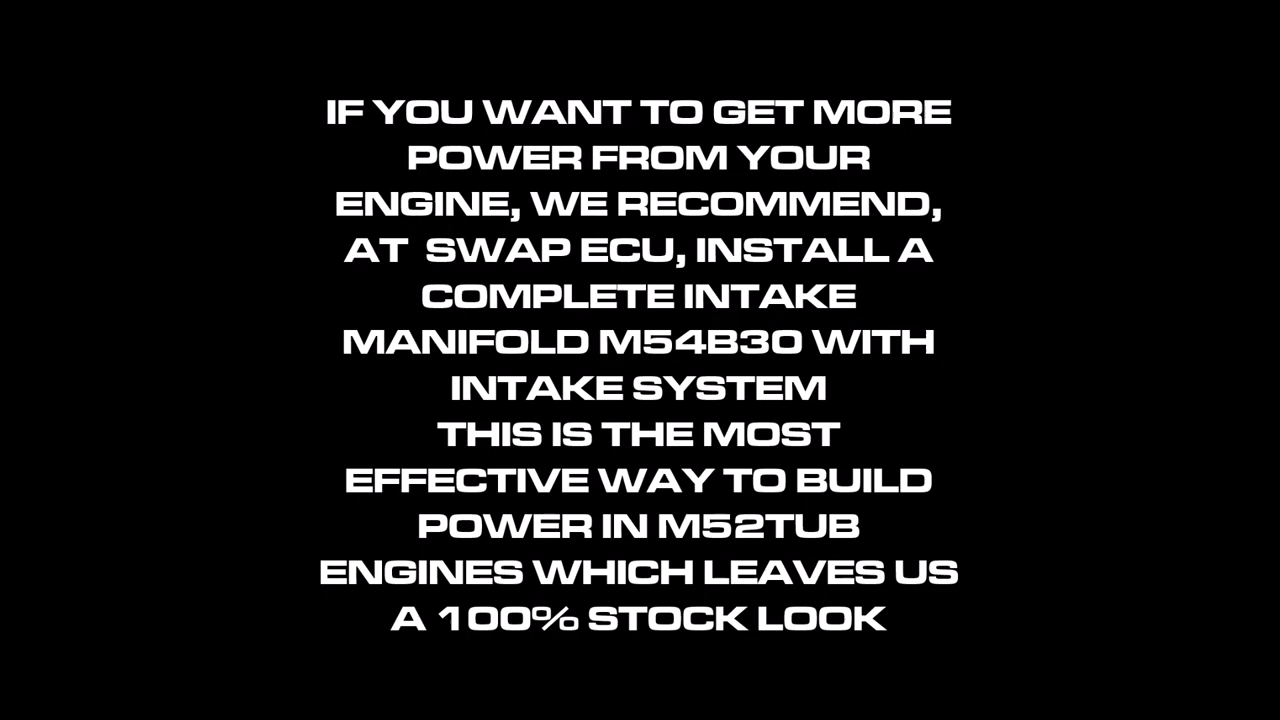 IF YOU WANT TO GET MORE
POWER FROM YOUR
ENGINE, WE RECOMMEND,
AT  SWAP ECU, INSTALL A
COMPLETE INTAKE
MANIFOLD M54B30 WITH
INTAKE SYSTEM
THIS IS THE MOST
EFFECTIVE WAY TO BUILD
POWER IN M52TUB
ENGINES WHICH LEAVES US
A 100% STOCK LOOK